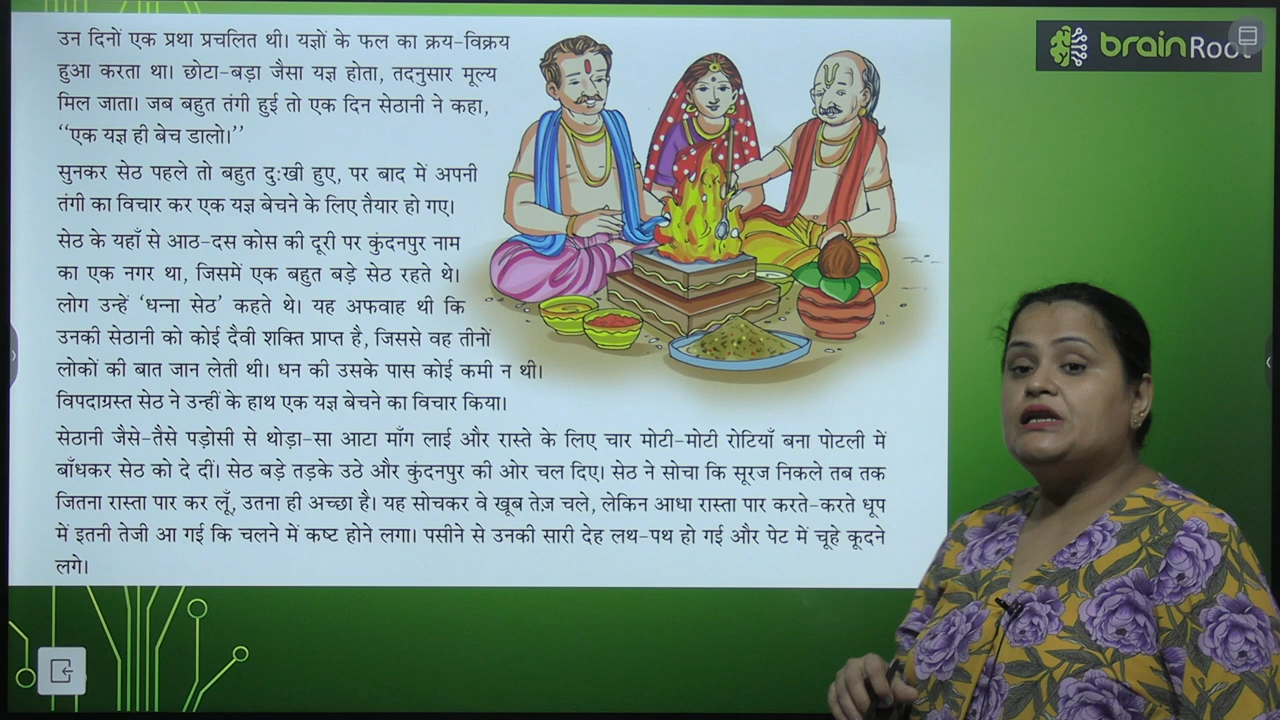 उन दिनों एक प्रथा प्रचलित थी। यज्ञों के फल का क्रय-विक्रय
हुआ करता था। छोटा-बड़ा जैसा यज्ञ होता, तदनुसार मूल्य
मिल जाता। जब बहुत तंगी हुई तो एक दिन सेठानी ने कहा,
“एक यज्ञ ही बेच डालो।”
सुनकर सेठ पहले तो बहुत दुःखी हुए, पर बाद में अपनी
तंगी का विचार कर एक यज्ञ बेचने के लिए तैयार हो गए।
सेठ के यहाँ से आठ-दस कोस की दूरी पर कुंदनपुर नाम
का एक नगर था, जिसमें एक बहुत बड़े सेठ रहते थे।
लोग उन्हें ‘धन्ना सेठ’ कहते थे। यह अफवाह थी कि
उनकी सेठानी को कोई दैवी शक्ति प्राप्त है, जिससे वह तीनों
लोकों की बात जान लेती थी। धन की उसके पास कोई कमी न थी।
विपदाग्रस्त सेठ ने उन्हीं के हाथ एक यज्ञ बेचने का विचार किया।
सेठानी जैसे-तैसे पड़ोसी से थोड़ा-सा आटा माँग लाई और रास्ते के लिए चार मोटी-मोटी रोटियाँ बना पोटली में
बाँधकर सेठ को दे दीं। सेठ बड़े तड़के उठे और कुंदनपुर की ओर चल दिए। सेठ ने सोचा कि सूरज निकले तब तक
जितना रास्ता पार कर लूँ, उतना ही अच्छा है। यह सोचकर वे खूब तेज़ चले, लेकिन आधा रास्ता पार करते-करते धूप
में इतनी तेजी आ गई कि चलने में कष्ट होने लगा। पसीने से उनकी सारी देह लथ-पथ हो गई और पेट में चूहे कूदने
लगे।
brainRoot